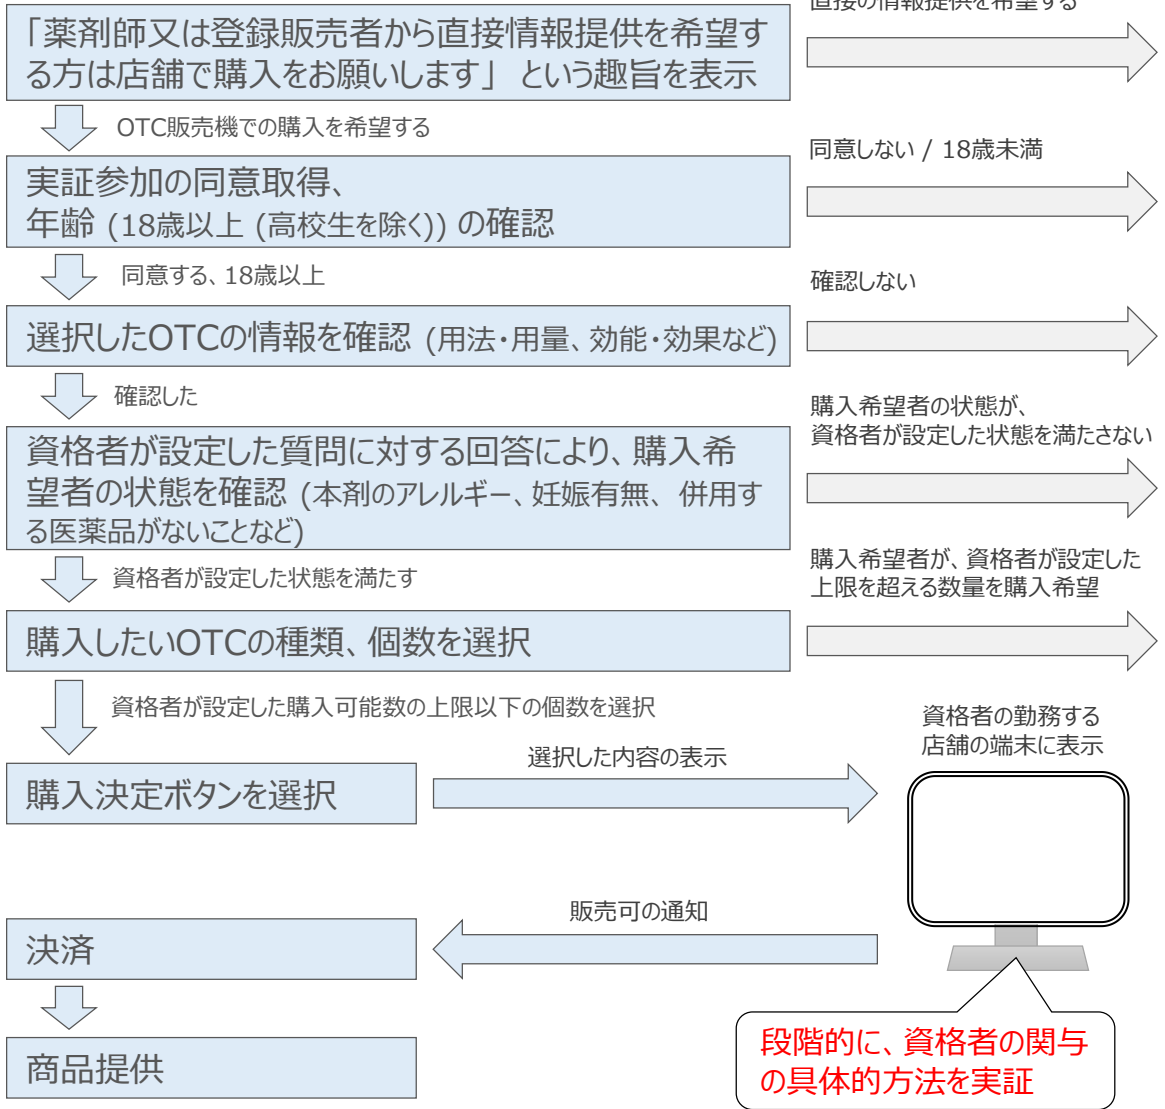 直接の情報提供を希望する
「薬剤師又は登録販売者から直接情報提供を希望す
る方は店舗で購入をお願いします」 という趣旨を表示
OTC販売機での購入を希望する
同意しない / 18歳未満
実証参加の同意取得、
年齢 (18歳以上 (高校生を除く)) の確認
同意する、18歳以上
確認しない
選択したOTCの情報を確認 (用法・用量、効能・効果など)
確認した
購入希望者の状態が、
資格者が設定した状態を満たさない
資格者が設定した質問に対する回答により、購入希
望者の状態を確認 (本剤のアレルギー、妊娠有無、併用す
る医薬品がないことなど)
資格者が設定した状態を満たす
購入希望者が、資格者が設定した
上限を超える数量を購入希望
購入したいOTCの種類、個数を選択
資格者が設定した購入可能数の上限以下の個数を選択
資格者の勤務する
店舗の端末に表示
選択した内容の表示
購入決定ボタンを選択
販売可の通知
決済
段階的に、資格者の関与
の具体的方法を実証
商品提供